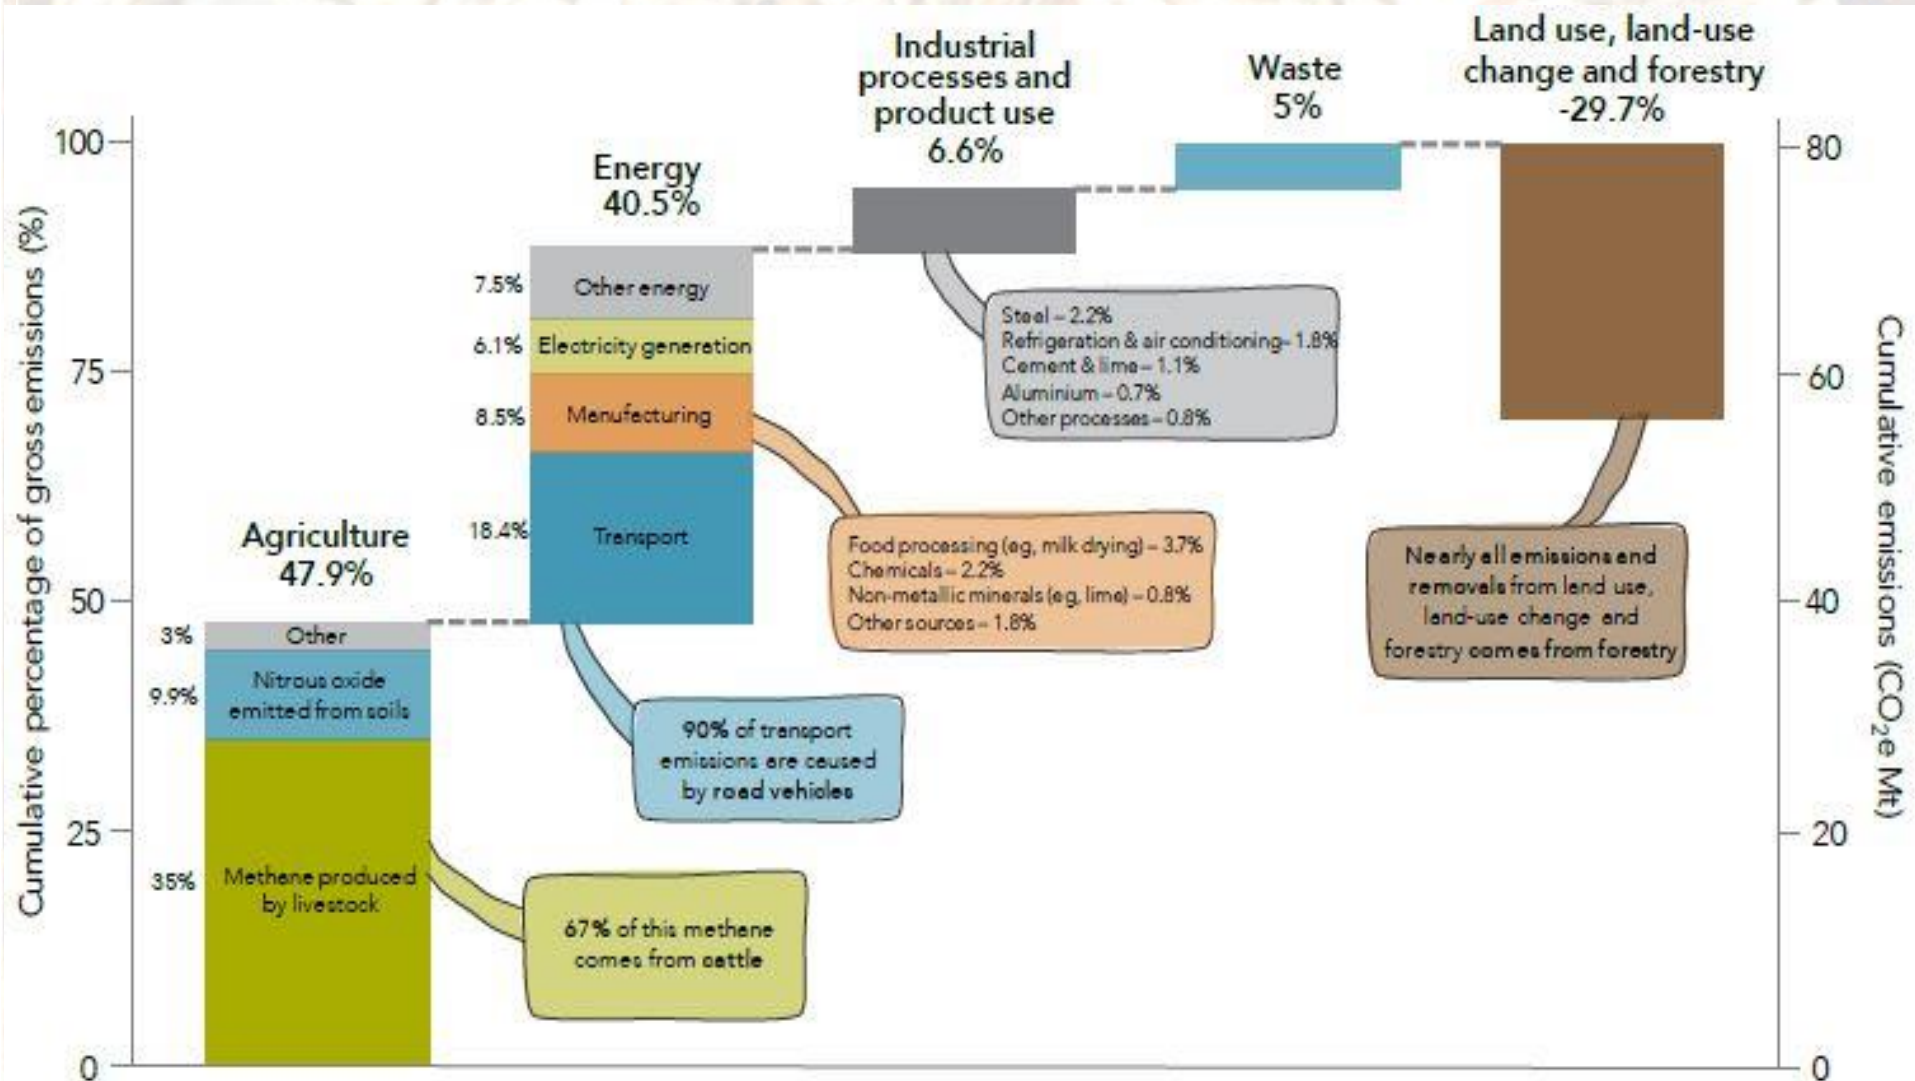 Cumulative percentage of gross emissions (%)
100
75
50
25
0
Agriculture
47.9%
3%
Other
9.9%
Nitrous oxide
emitted from soils
35%
Methane produced
by livestock
67% of this methane
comes from cattle
Energy
40.5%
7.5%
Other energy
6.1%
Electricity generation
8.5%
Manufacturing
18.4%
Transport
90% of transport
emissions are caused
by road vehicles
Food processing (eg, milk drying) – 3.7%
Chemicals – 2.2%
Non-metallic minerals (eg, lime) – 0.8%
Other sources – 1.8%
Industrial
processes and
product use
6.6%
Steel – 2.2%
Refrigeration & air conditioning– 1.8%
Cement & lime – 1.1%
Aluminium – 0.7%
Other processes – 0.8%
Waste
5%
Land use, land-use
change and forestry
-29.7%
Nearly all emissions and
removals from land use,
land-use change and
forestry comes from forestry
80
60
40
20
0
Cumulative emissions (CO₂e Mt)